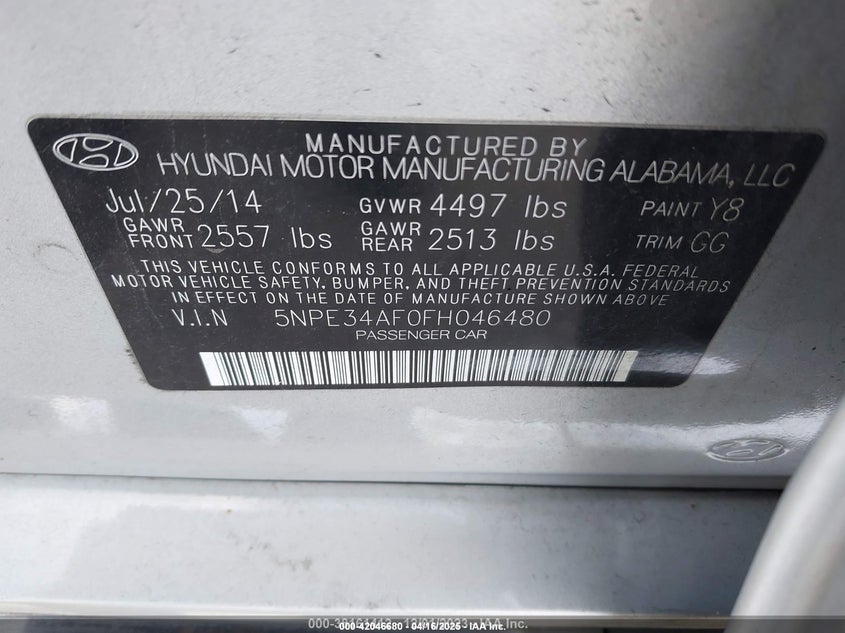 MANUFACTURED BY
HYUNDAI MOTOR MANUFACTURING ALABAMA, LLC
Jul/25/14 GVWR 4497 lbs PAINT Y8
GAWR FRONT 2557 lbs GAWR REAR 2513 lbs TRIM GG
THIS VEHICLE CONFORMS TO ALL APPLICABLE U.S.A. FEDERAL
MOTOR VEHICLE SAFETY, BUMPER, AND THEFT PREVENTION STANDARDS
IN EFFECT ON THE DATE OF MANUFACTURE SHOWN ABOVE
V.I.N 5NPE34AF0FH046480
PASSENGER CAR
000-42046680 04/16/2025 - IAA Inc.